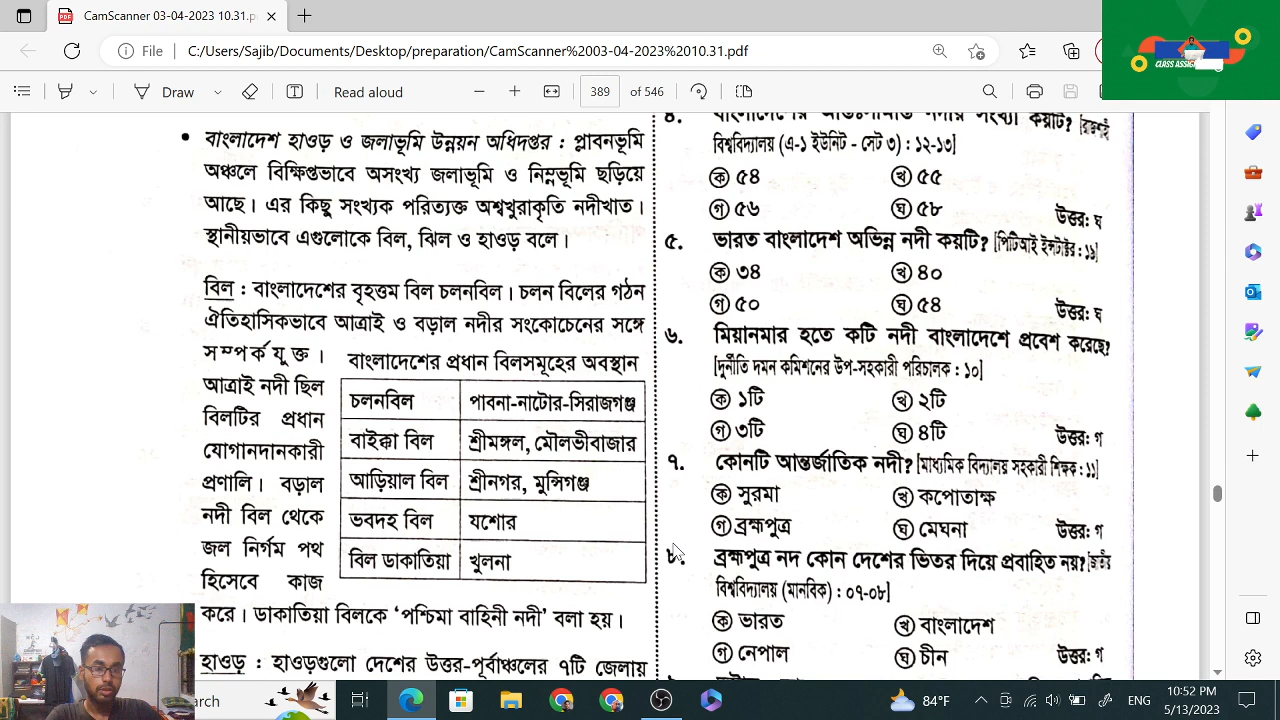 CamScanner 03-04-2023 10.31.p
File
C:/Users/Sajib/Documents/Desktop/preparation/CamScanner%2003-04-2023%2010.31.pdf
Draw
Read aloud
389 of 546
CLASS
• বাংলাদেশ হাওড় ও জলাভূমি উন্নয়ন অধিদপ্তর : প্লাবনভূমি
অঞ্চলে বিক্ষিপ্তভাবে অসংখ্য জলাভূমি ও নিম্নভূমি ছড়িয়ে
আছে। এর কিছু সংখ্যক পরিত্যক্ত অশ্বখুরাকৃতি নদীখাত।
স্থানীয়ভাবে এগুলোকে বিল, ঝিল ও হাওড় বলে।
বিল : বাংলাদেশের বৃহত্তম বিল চলনবিল। চলন বিলের গঠন
ঐতিহাসিকভাবে আত্রাই ও বড়াল নদীর সংকোচেনের সঙ্গে
সম্পর্কযুক্ত।
আত্রাই নদী ছিল
বিলটির প্রধান
যোগানদানকারী
প্রণালি। বড়াল
নদী বিল থেকে
জল নির্গম পথ
হিসেবে কাজ
করে। ডাকাতিয়া বিলকে ‘পশ্চিমা বাহিনী নদী’ বলা হয়।
বাংলাদেশের প্রধান বিলসমূহের অবস্থান
চলনবিল পাবনা-নাটোর-সিরাজগঞ্জ
বাইক্কা বিল শ্রীমঙ্গল, মৌলভীবাজার
আড়িয়াল বিল শ্রীনগর, মুন্সিগঞ্জ
ভবদহ বিল যশোর
বিল ডাকাতিয়া খুলনা
হাওড় : হাওড়গুলো দেশের উত্তর-পূর্বাঞ্চলের ৭টি জেলায়
৪. বাংলাদেশের নদীর সংখ্যা কয়টি?
বিশ্ববিদ্যালয় (এ-১ ইউনিট - সেট ৩) : ১২-১৩]
ক ৫৪ খ ৫৫
গ ৫৬ ঘ ৫৮ উত্তর: ঘ
৫. ভারত বাংলাদেশ অভিন্ন নদী কয়টি? [পিটিআই ইন্সট্রাক্টর : ১১]
ক ৩৪ খ ৪০
গ ৫০ ঘ ৫৪ উত্তর: ঘ
৬. মিয়ানমার হতে কটি নদী বাংলাদেশে প্রবেশ করেছে?
[দুর্নীতি দমন কমিশনের উপ-সহকারী পরিচালক : ১০]
ক ১টি খ ২টি
গ ৩টি ঘ ৪টি উত্তর: গ
৭. কোনটি আন্তর্জাতিক নদী? [মাধ্যমিক বিদ্যালয় সহকারী শিক্ষক : ১১]
ক সুরমা খ কপোতাক্ষ
গ ব্রহ্মপুত্র ঘ মেঘনা উত্তর: গ
৮. ব্রহ্মপুত্র নদ কোন দেশের ভিতর দিয়ে প্রবাহিত নয়?
বিশ্ববিদ্যালয় (মানবিক) : ০৭-০৮]
ক ভারত খ বাংলাদেশ
গ নেপাল ঘ চীন উত্তর: গ
arch
84°F
ENG
10:52 PM
5/13/2023